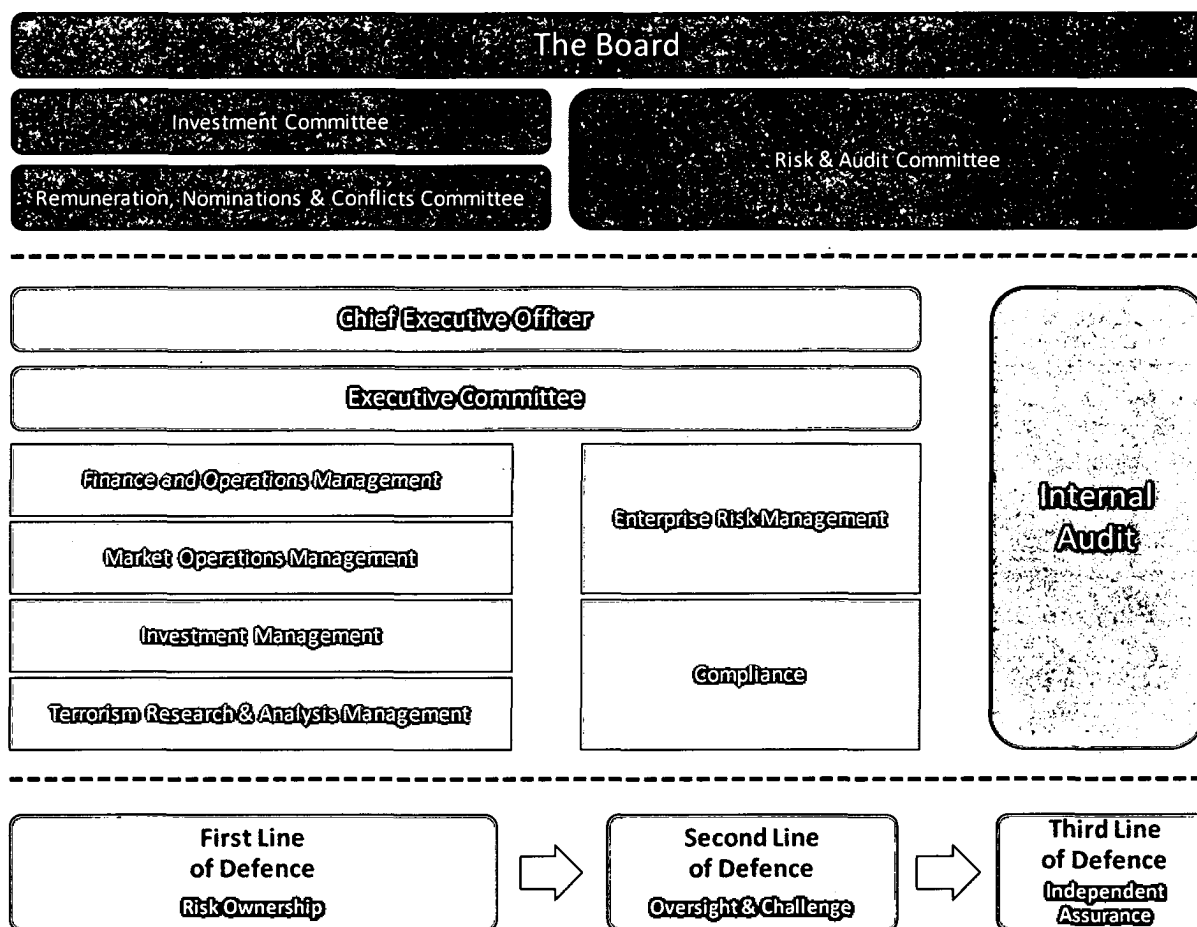 The Board
Investment Committee
Remuneration, Nominations & Conflicts Committee
Risk & Audit Committee
Chief Executive Officer
Executive Committee
Finance and Operations Management
Market Operations Management
Investment Management
Terrorism Research & Analysis Management
Enterprise Risk Management
Compliance
Internal
Audit
First Line
of Defence
Risk Ownership
Second Line
of Defence
Oversight & Challenge
Third Line
of Defence
Independent
Assurance